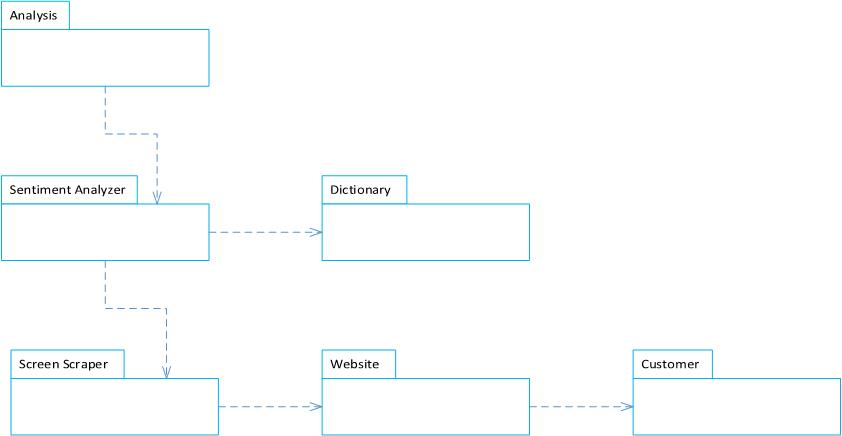 Analysis
Sentiment Analyzer
Dictionary
Screen Scraper
Website
Customer